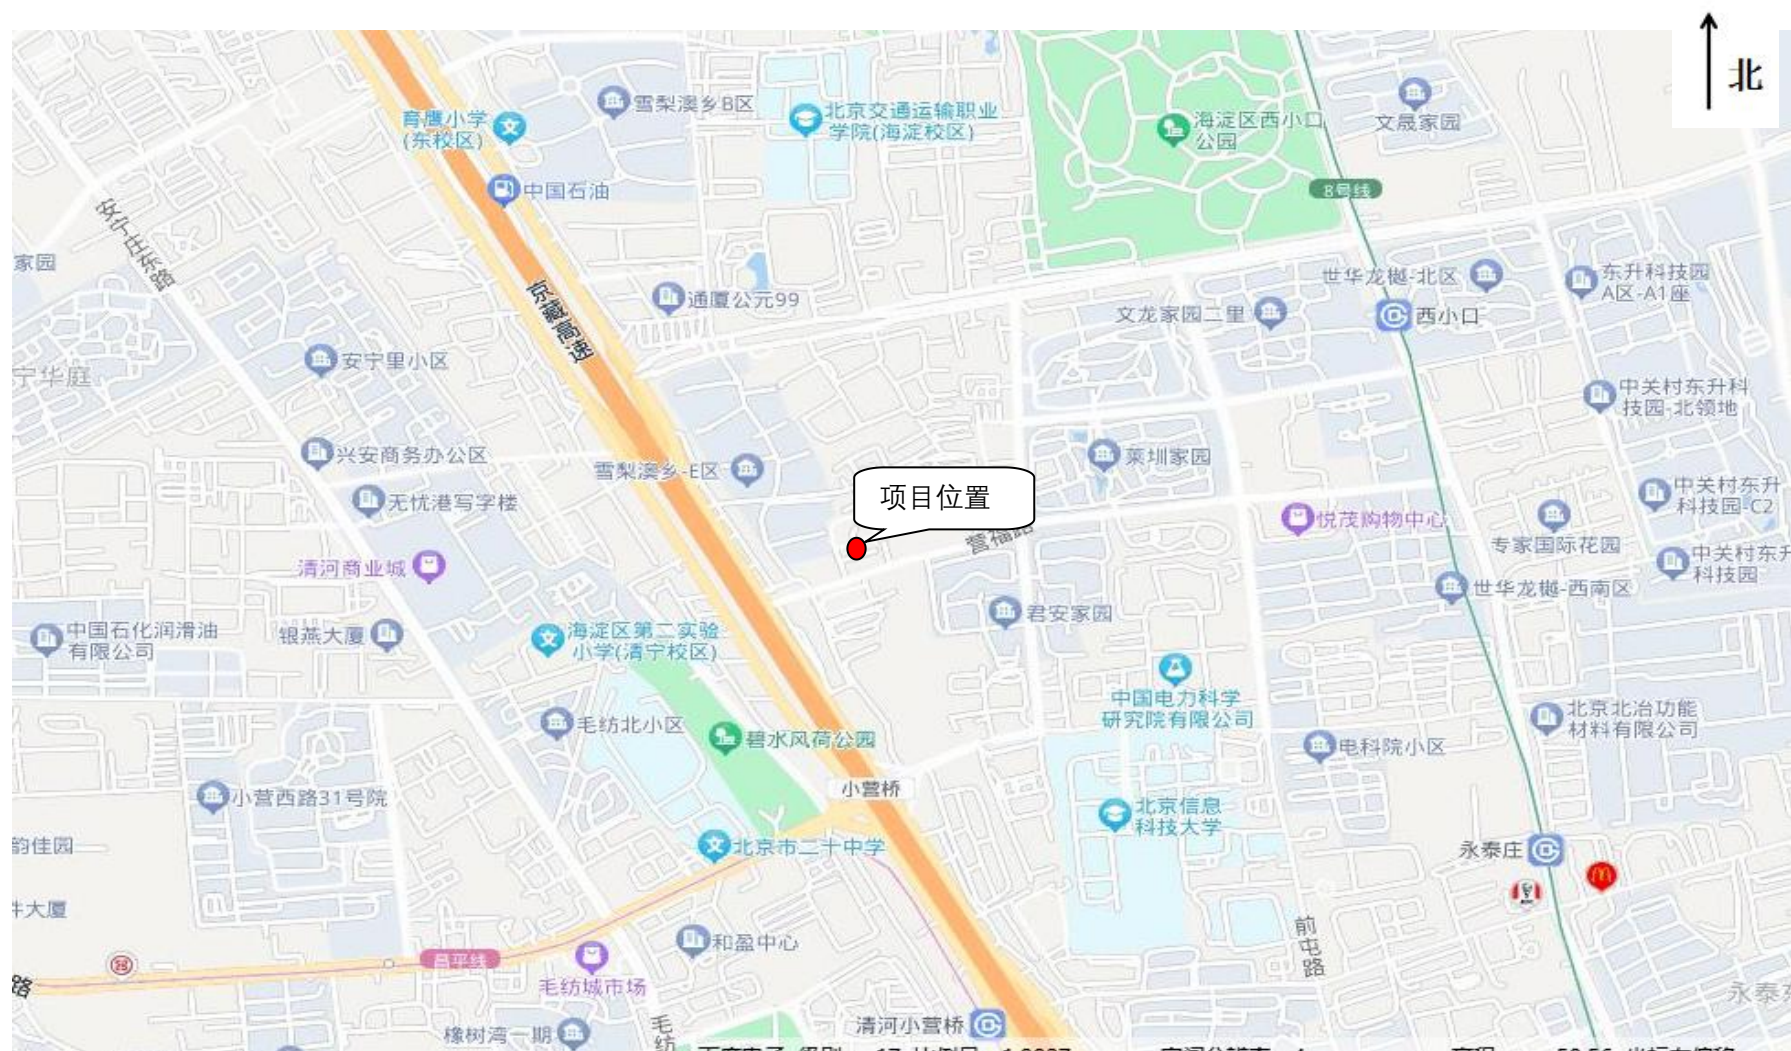 北
育鹰小学
(东校区)
雪梨澳乡B区
北京交通运输职业
学院(海淀校区)
海淀区西小口
公园
文晟家园
中国石油
8号线
安宁庄东路
家园
京藏高速
通厦公元99
世华龙樾-北区
东升科技园
A区-A1座
文龙家园二里
西小口
安宁里小区
宁华庭
中关村东升科
技园-北领地
兴安商务办公区
雪梨澳乡-E区
莱圳家园
项目位置
无忧港写字楼
中关村东升
科技园-C2
悦茂购物中心
营福路
专家国际花园
清河商业城
中关村东升
科技园
世华龙樾-西南区
君安家园
中国石化润滑油
有限公司
银燕大厦
海淀区第二实验
小学(清宁校区)
中国电力科学
研究院有限公司
毛纺北小区
碧水风荷公园
北京北冶功能
材料有限公司
电科院小区
小营桥
小营西路31号院
北京信息
科技大学
韵佳园
北京市二十中学
永泰庄
件大厦
前屯路
和盈中心
昌平线
路
毛纺城市场
永泰东
清河小营桥
橡树湾一期
毛纺